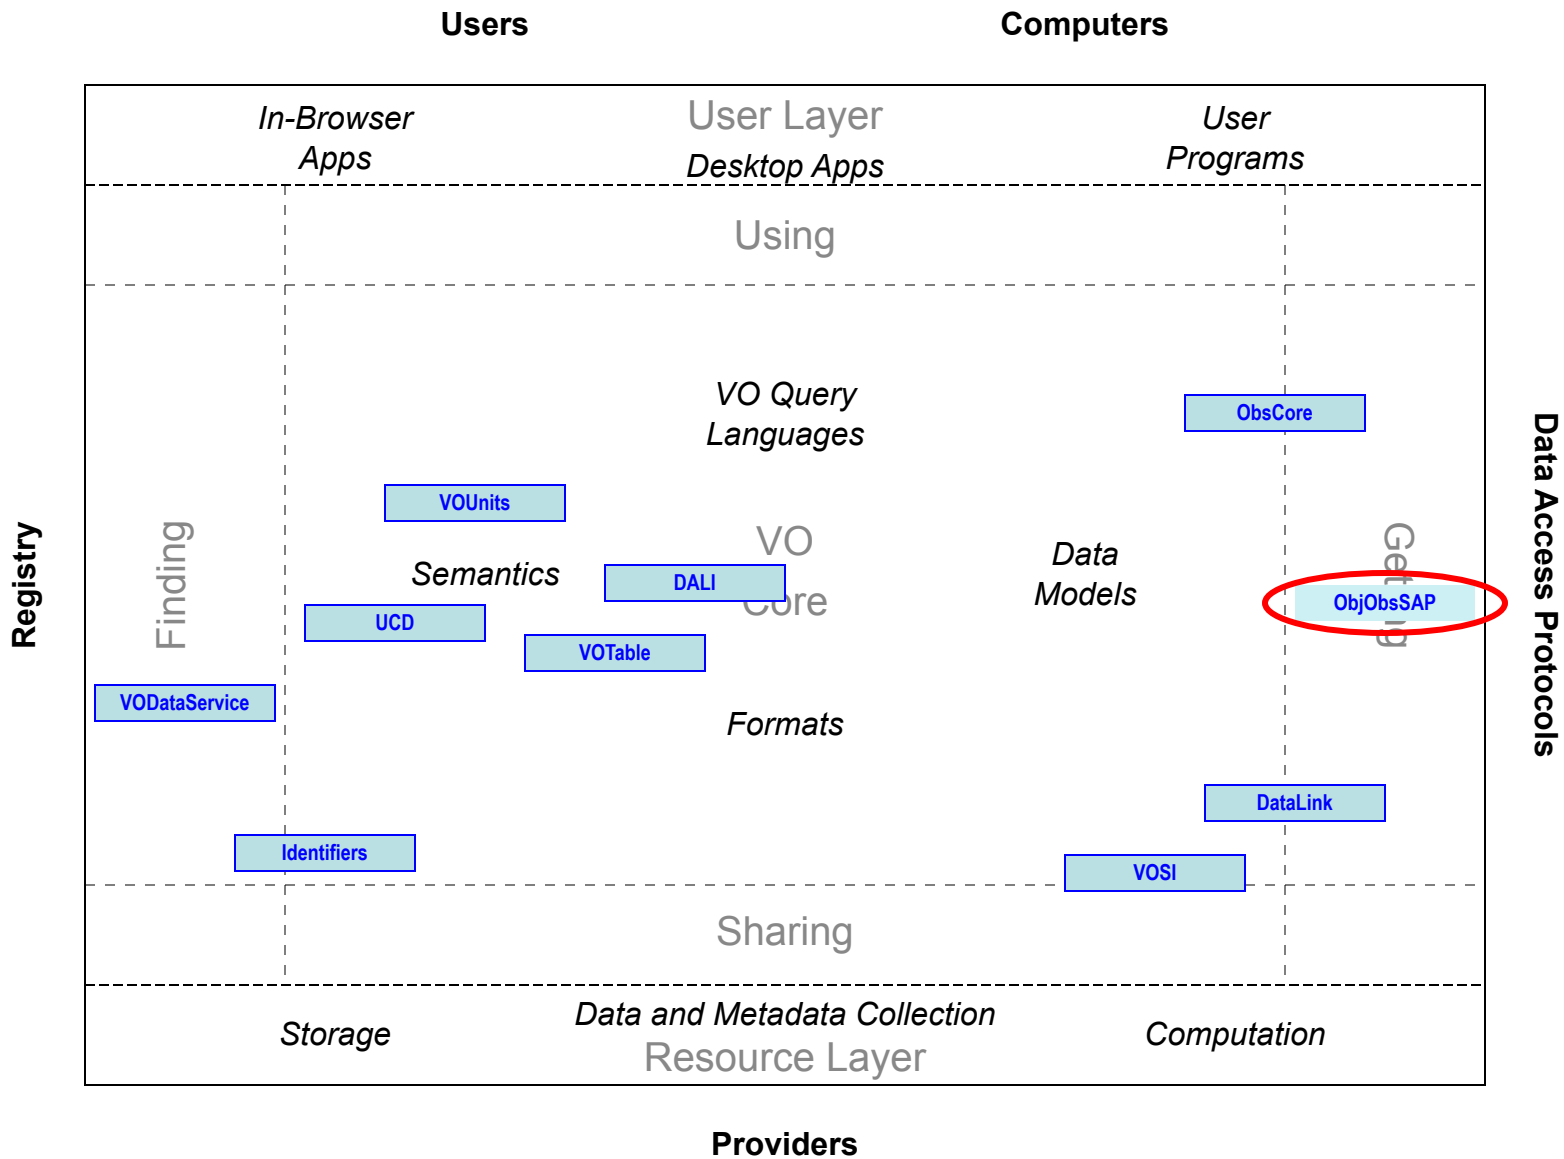 Users
Computers
In-Browser
Apps
User Layer
Desktop Apps
User
Programs
Using
VO Query
Languages
ObsCore
VOUnits
Semantics
DALI
VO
Core
UCD
VOTable
Data
Models
Getting
ObjObsSAP
Finding
Registry
Data Access Protocols
VODataService
Formats
DataLink
Identifiers
VOSI
Sharing
Storage
Data and Metadata Collection
Resource Layer
Computation
Providers